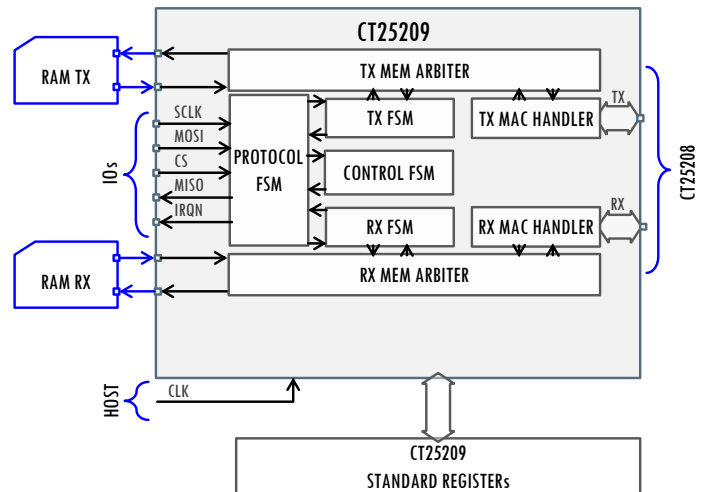 CT25209
RAM TX
TX MEM ARBITER
TX FSM
TX MAC HANDLER
TX
IOs
SCLK
MOSI
CS
MISO
IRQN
PROTOCOL
FSM
CONTROL FSM
CT25208
RX FSM
RX MAC HANDLER
RX
RAM RX
RX MEM ARBITER
HOST
CLK
CT25209
STANDARD REGISTERs